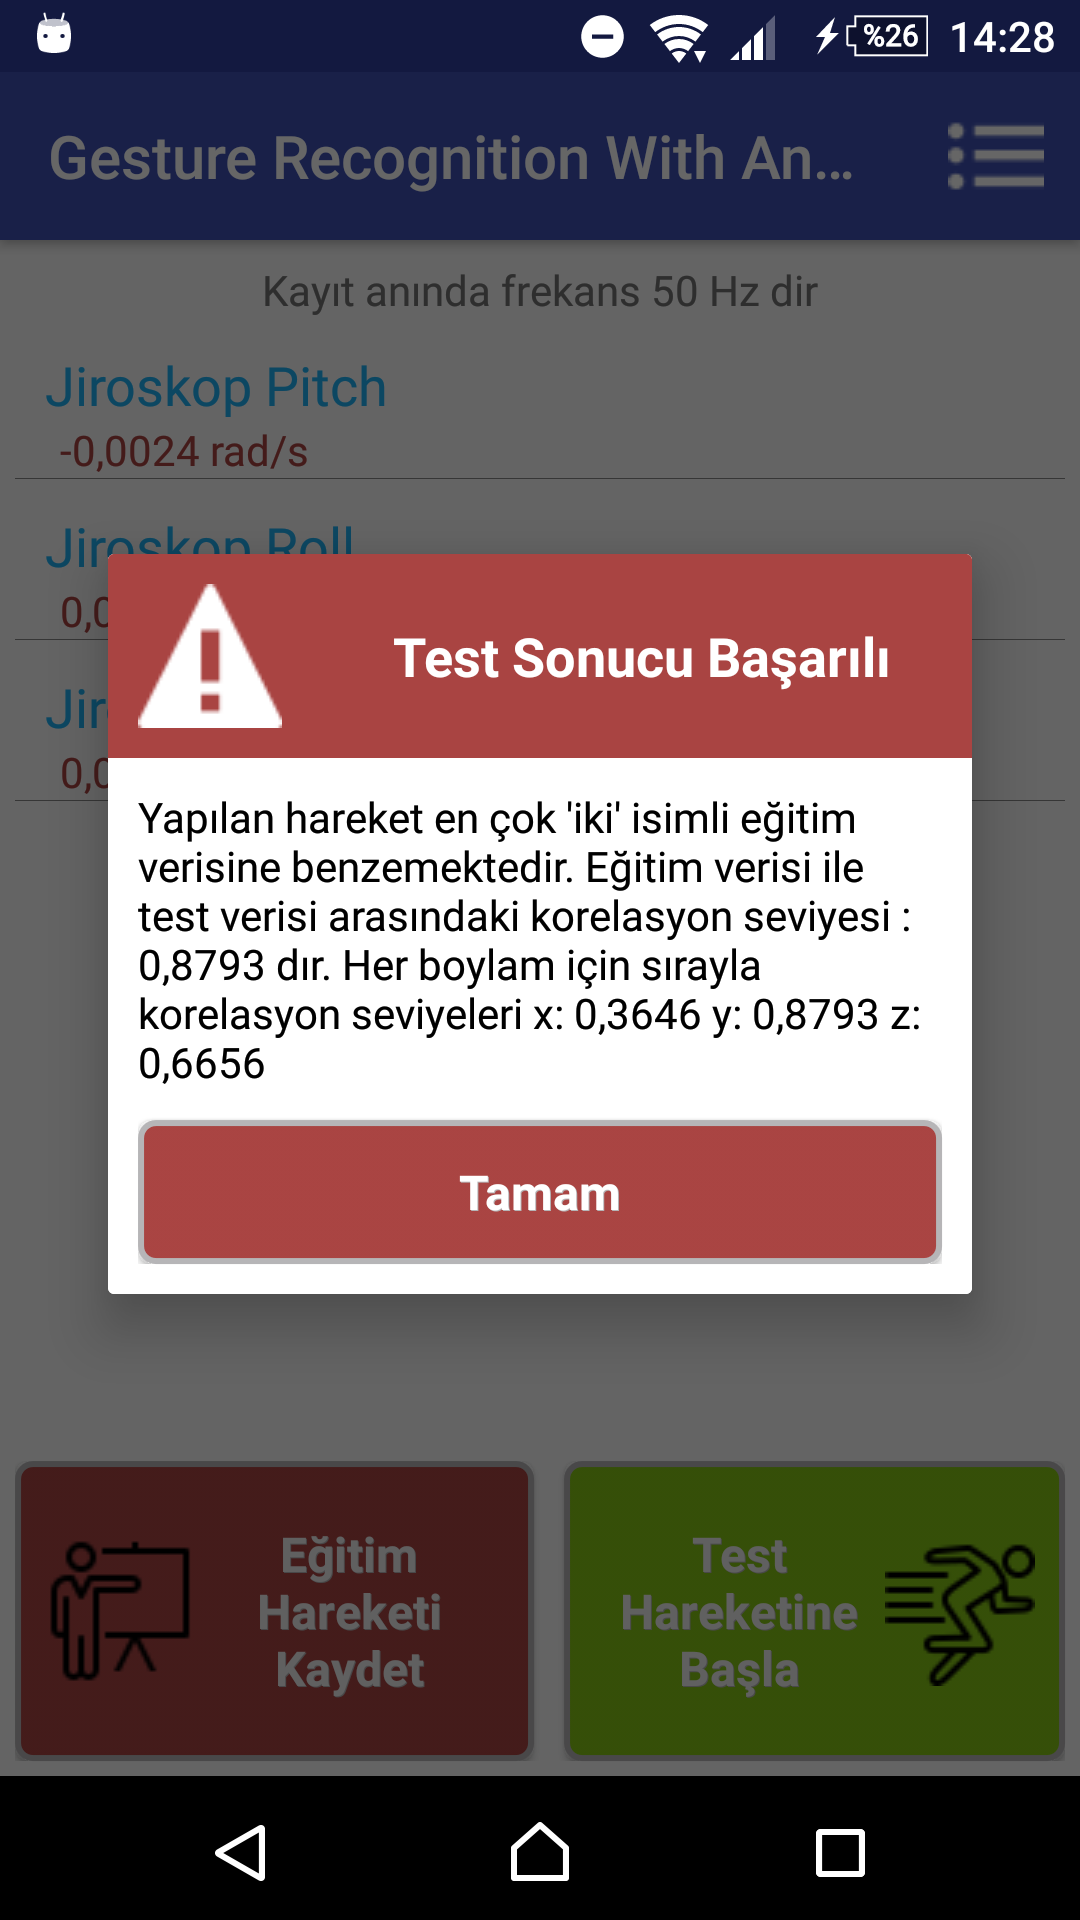 %26 14:28
Gesture Recognition With An...
Kayıt anında frekans 50 Hz dir
Jiroskop Pitch
-0,0024 rad/s
Jiroskop Roll
0,0
Jir
0,0
Test Sonucu Başarılı
Yapılan hareket en çok 'iki' isimli eğitim
verisine benzemektedir. Eğitim verisi ile
test verisi arasındaki korelasyon seviyesi :
0,8793 dır. Her boylam için sırayla
korelasyon seviyeleri x: 0,3646 y: 0,8793 z:
0,6656
Tamam
Eğitim
Hareketi
Kaydet
Test
Hareketine
Başla